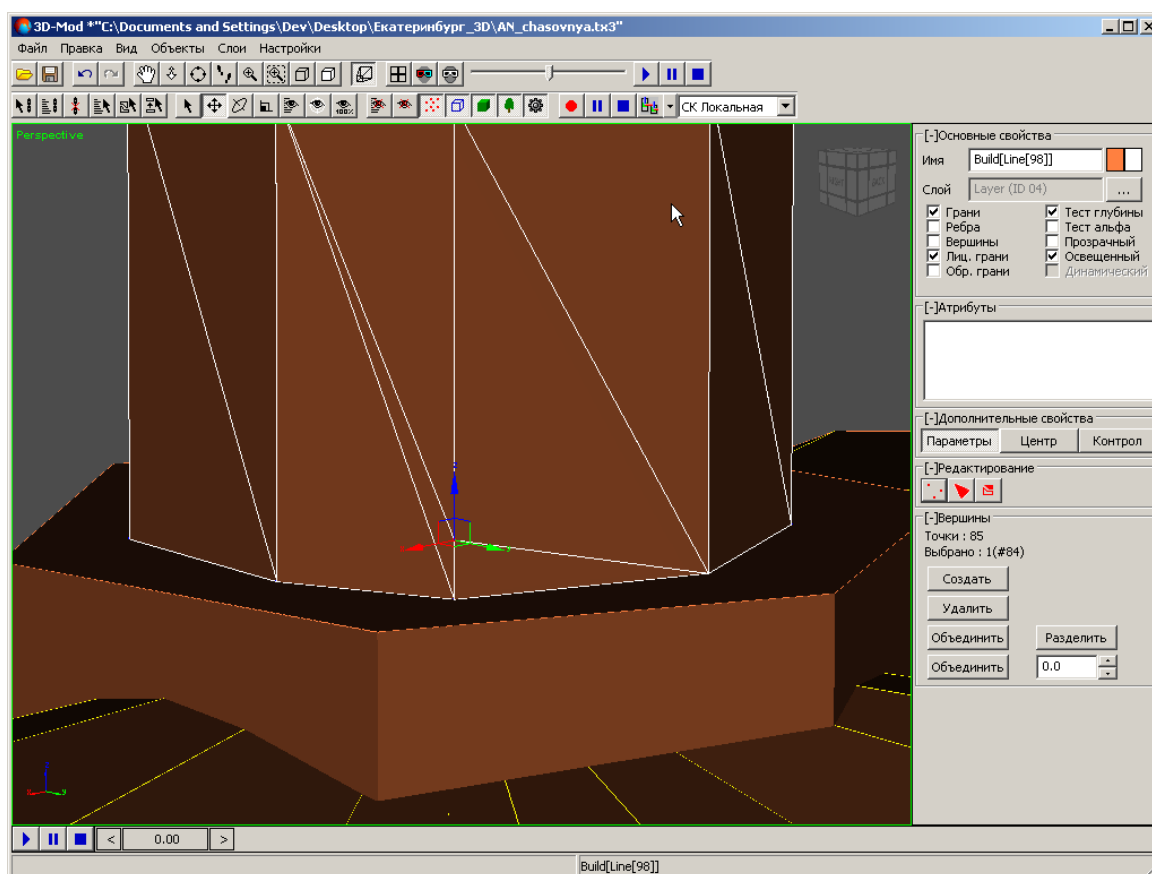 3D-Mod *"C:\Documents and Settings\Dev\Desktop\Екатеринбург_3D\AN_chasovnya.tx3"
Файл Правка Вид Объекты Слои Настройки
100%
СК Локальная
Perspective
[-]Основные свойства
Имя Build[Line[98]]
Слой Layer (ID 04) ...
Грани Тест глубины
Ребра Тест альфа
Вершины Прозрачный
Лиц. грани Освещенный
Обр. грани Динамический
[-]Атрибуты
[-]Дополнительные свойства
Параметры Центр Контрол
[-]Редактирование
[-]Вершины
Точки : 85
Выбрано : 1(#84)
Создать
Удалить
Объединить Разделить
Объединить 0.0
< 0.00 >
Build[Line[98]]